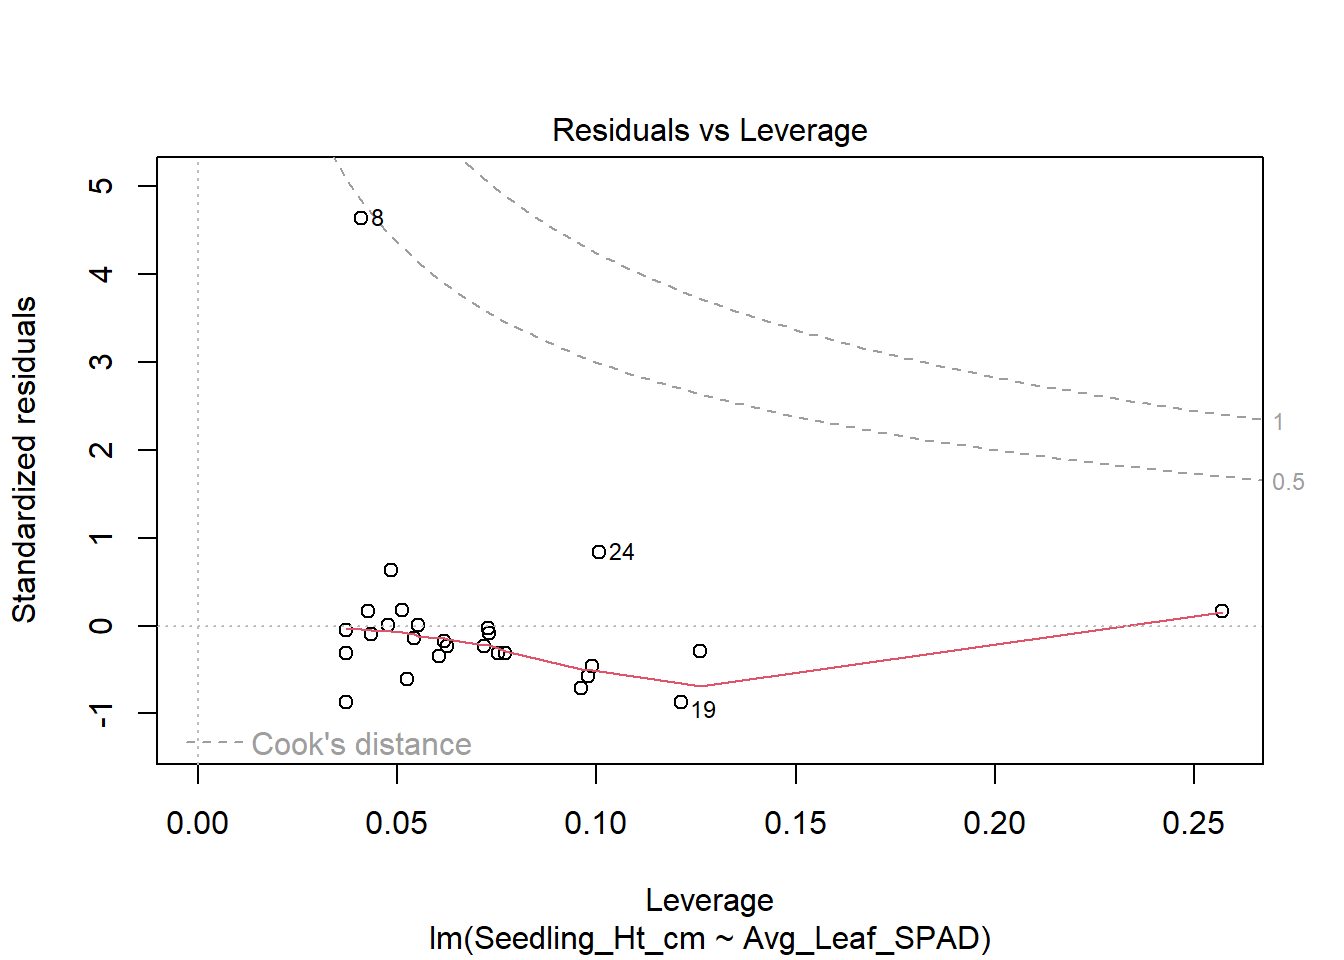 Residuals vs Leverage
Standardized residuals
5
4
3
2
1
0
-1
8
24
19
1
0.5
Cook's distance
0.00 0.05 0.10 0.15 0.20 0.25
Leverage
lm(Seedling_Ht_cm ~ Avg_Leaf_SPAD)